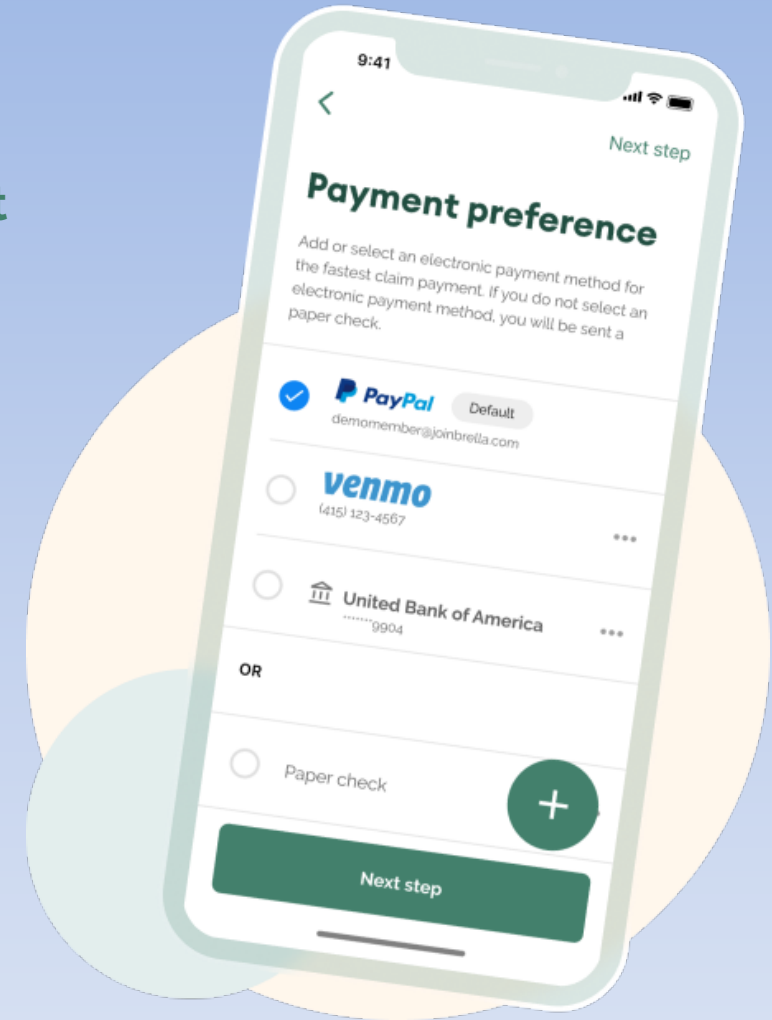 9:41
Next step
t
Payment preference
Add or select an electronic payment method for
the fastest claim payment. If you do not select an
electronic payment method, you will be sent a
paper check.
PayPal Default
demomember@joinbrella.com
venmo
(415) 123-4567
United Bank of America
*******9904
OR
Paper check
Next step